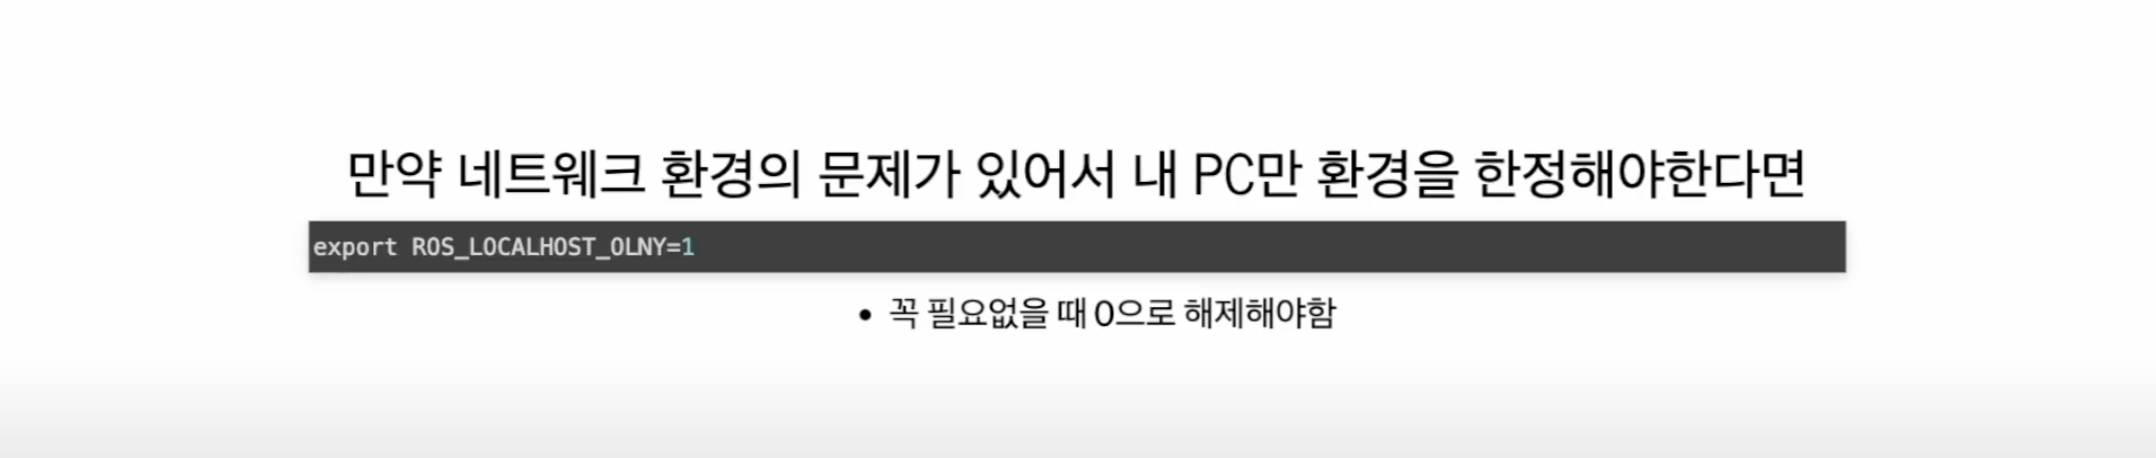 만약 네트웨크 환경의 문제가 있어서 내 PC만 환경을 한정해야한다면
export ROS_LOCALHOST_OLNY=1
• 꼭 필요없을 때 0으로 해제해야함